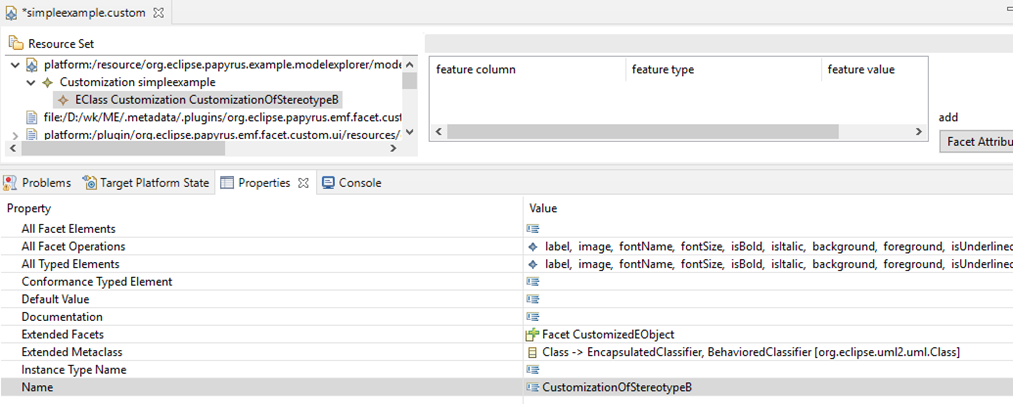 *simpleexample.custom
Resource Set
platform:/resource/org.eclipse.papyrus.example.modelexplorer/mode
Customization simpleexample
EClass Customization CustomizationOfStereotypeB
file:/D:/wk/ME/.metadata/.plugins/org.eclipse.papyrus.emf.facet.cust
platform:/plugin/org.eclipse.papyrus.emf.facet.custom.ui/resources/
feature column feature type feature value
add
Facet Attribu
Problems Target Platform State Properties Console
Property Value
All Facet Elements
All Facet Operations label, image, fontName, fontSize, isBold, isItalic, background, foreground, isUnderlined
All Typed Elements label, image, fontName, fontSize, isBold, isItalic, background, foreground, isUnderlined
Conformance Typed Element
Default Value
Documentation
Extended Facets Facet CustomizedEObject
Extended Metaclass Class -> EncapsulatedClassifier, BehavioredClassifier [org.eclipse.uml2.uml.Class]
Instance Type Name
Name CustomizationOfStereotypeB